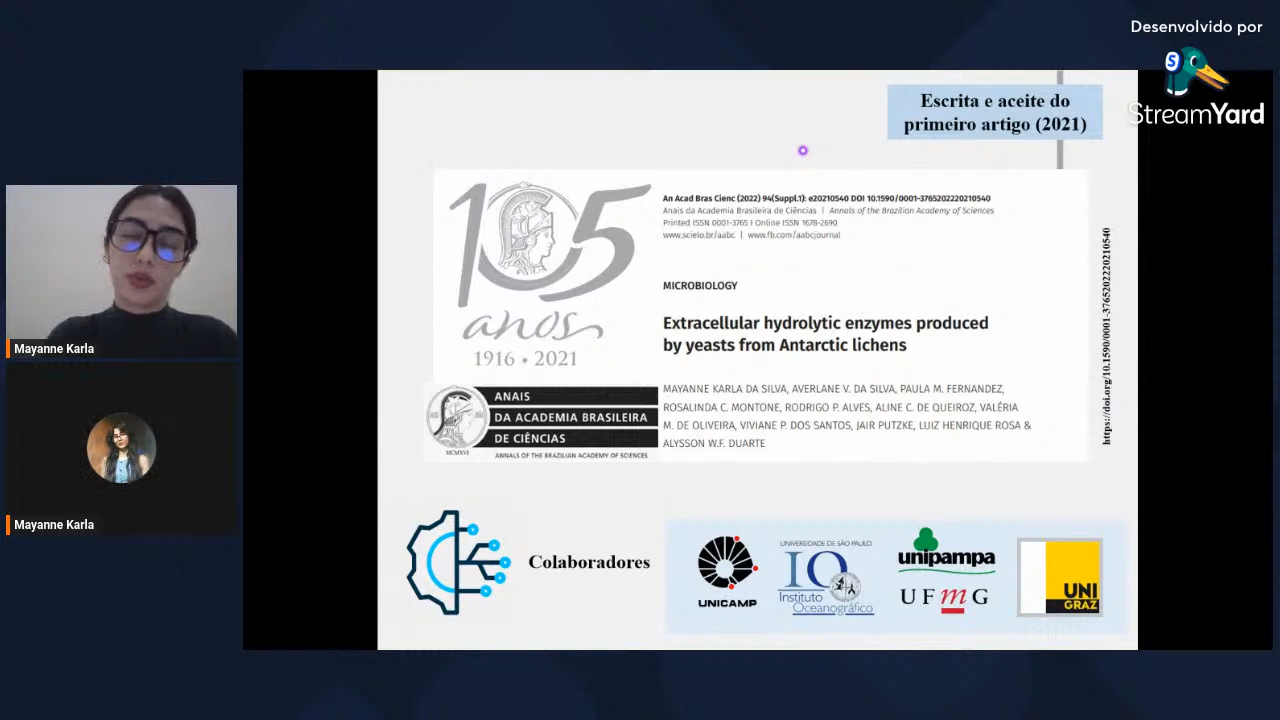 Desenvolvido por
StreamYard
Mayanne Karla
Mayanne Karla
Escrita e aceite do
primeiro artigo (2021)
105
anos
1916 • 2021
An Acad Bras Cienc (2022) 94(Suppl.1): e20210540 DOI 10.1590/0001-3765202220210540
Anais da Academia Brasileira de Ciências | Annals of the Brazilian Academy of Sciences
Printed ISSN 0001-3765 I Online ISSN 1678-2690
www.scielo.br/aabc | www.fb.com/aabcjournal
MICROBIOLOGY
Extracellular hydrolytic enzymes produced
by yeasts from Antarctic lichens
MAYANNE KARLA DA SILVA, AVERLANE V. DA SILVA, PAULA M. FERNANDEZ,
ROSALINDA C. MONTONE, RODRIGO P. ALVES, ALINE C. DE QUEIROZ, VALÉRIA
M. DE OLIVEIRA, VIVIANE P. DOS SANTOS, JAIR PUTZKE, LUIZ HENRIQUE ROSA &
ALYSSON W.F. DUARTE
ANAIS
DA ACADEMIA BRASILEIRA
DE CIÊNCIAS
MCMXVI
ANNALS OF THE BRAZILIAN ACADEMY OF SCIENCES
https://doi.org/10.1590/0001-3765202220210540
Colaboradores
UNICAMP
UNIVERSIDADE DE SÃO PAULO
IO
Instituto
Oceanográfico
unipampa
UFmG
UNI
GRAZ